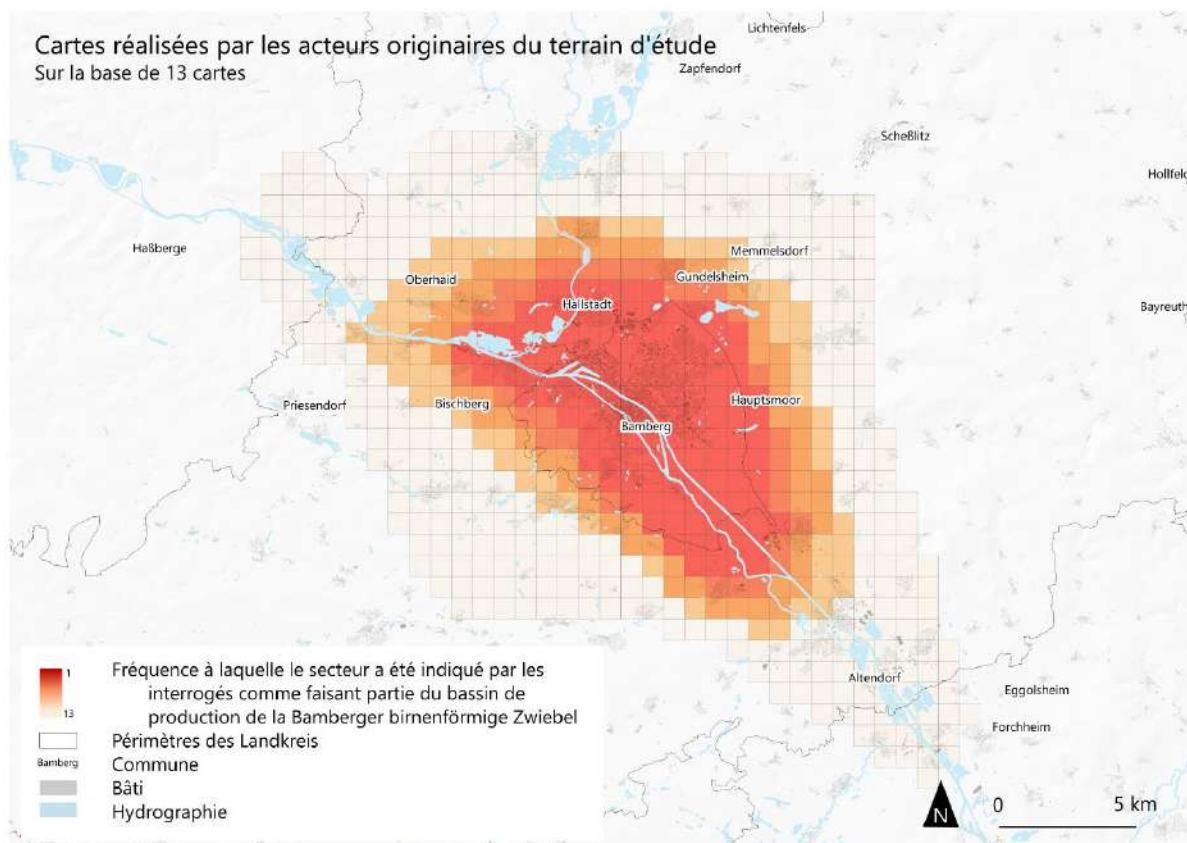 Cartes réalisées par les acteurs originaires du terrain d'étude
Sur la base de 13 cartes
Lichtenfels
Zapfendorf
Scheßlitz
Hollfeld
Haßberge
Memmelsdorf
Oberhaid
Gundelsheim
Hallstadt
Bayreuth
Priesendorf
Bischberg
Hauptsmoor
Bamberg
Altendorf
Eggolsheim
Forchheim
1
13
Fréquence à laquelle le secteur a été indiqué par les
interrogés comme faisant partie du bassin de
production de la Bamberger birnenförmige Zwiebel
Périmètres des Landkreis
Bamberg
Commune
Bâti
Hydrographie
N
0
5 km